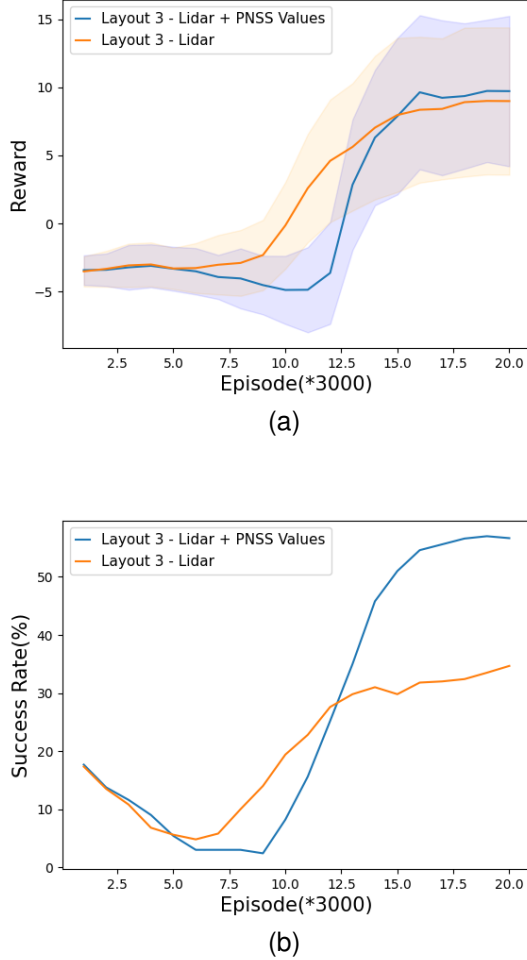 Layout 3 - Lidar + PNSS Values
Layout 3 - Lidar
15
10
5
0
−5
Reward
2.5 5.0 7.5 10.0 12.5 15.0 17.5 20.0
Episode(*3000)
(a)
Layout 3 - Lidar + PNSS Values
Layout 3 - Lidar
50
40
30
20
10
0
Success Rate(%)
2.5 5.0 7.5 10.0 12.5 15.0 17.5 20.0
Episode(*3000)
(b)